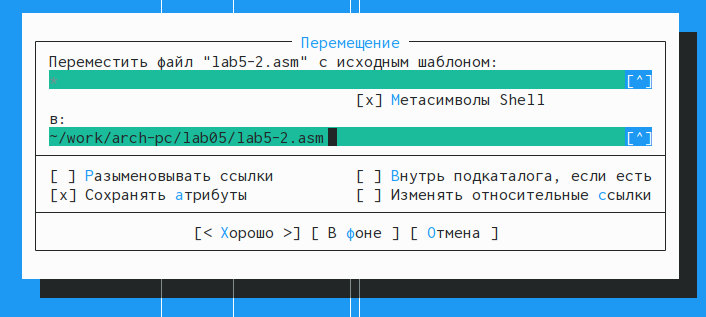 Перемещение
Переместить файл "lab5-2.asm" с исходным шаблоном:
[^]
[x] Метасимволы Shell
в:
~/work/arch-pc/lab05/lab5-2.asm [^]
[ ] Разыменовывать ссылки [ ] Внутрь подкаталога, если есть
[x] Сохранять атрибуты [ ] Изменять относительные ссылки
[< Хорошо >] [ В фоне ] [ Отмена ]